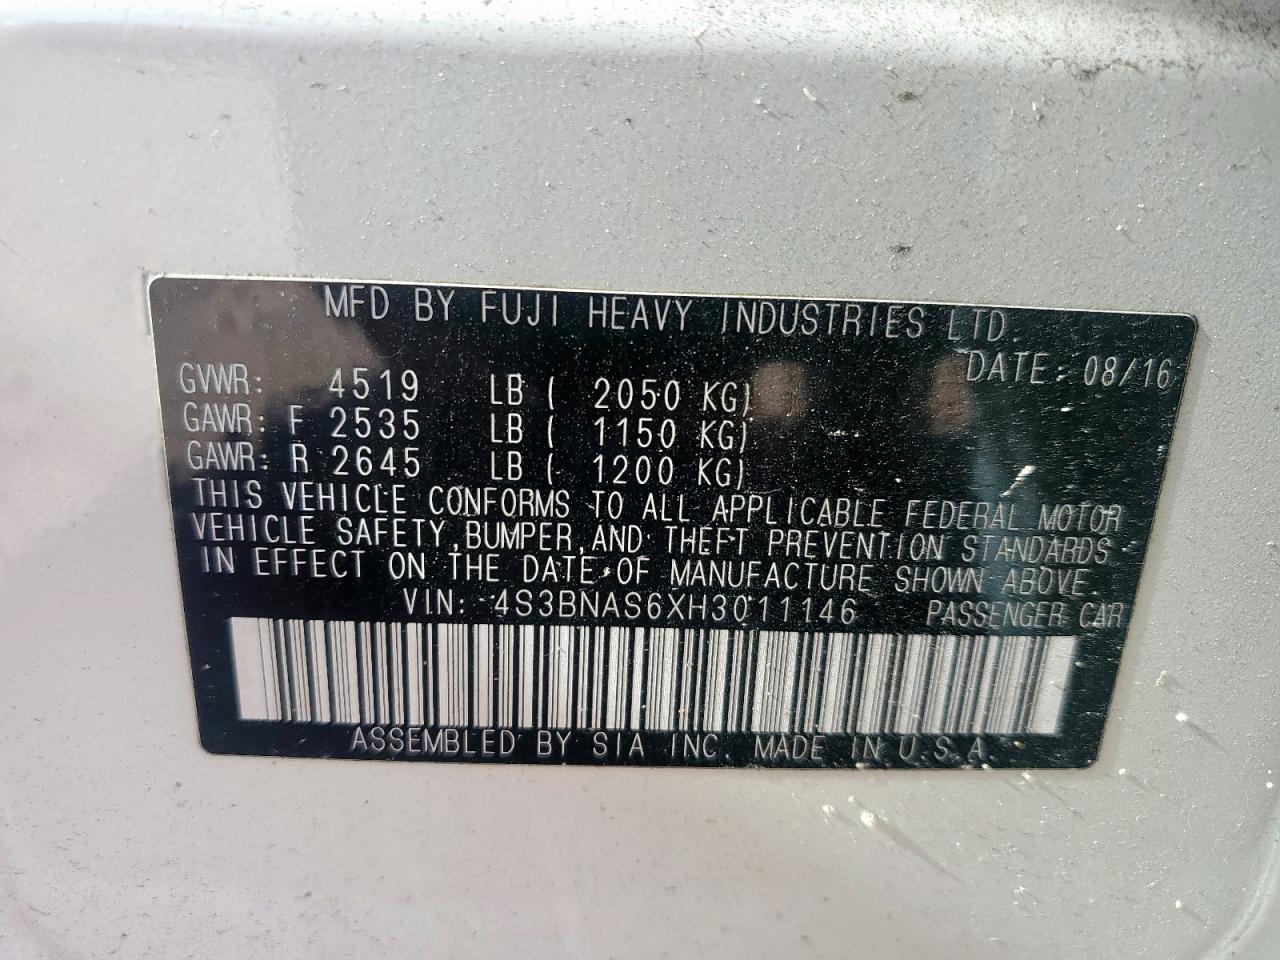 MFD BY FUJI HEAVY INDUSTRIES LTD.
DATE: 08/16
GVWR: 4519 LB ( 2050 KG)
GAWR: F 2535 LB ( 1150 KG)
GAWR: R 2645 LB ( 1200 KG)
THIS VEHICLE CONFORMS TO ALL APPLICABLE FEDERAL MOTOR
VEHICLE SAFETY, BUMPER, AND THEFT PREVENTION STANDARDS
IN EFFECT ON THE DATE OF MANUFACTURE SHOWN ABOVE.
VIN: 4S3BNAS6XH3011146 PASSENGER CAR
ASSEMBLED BY SIA INC. MADE IN U.S.A